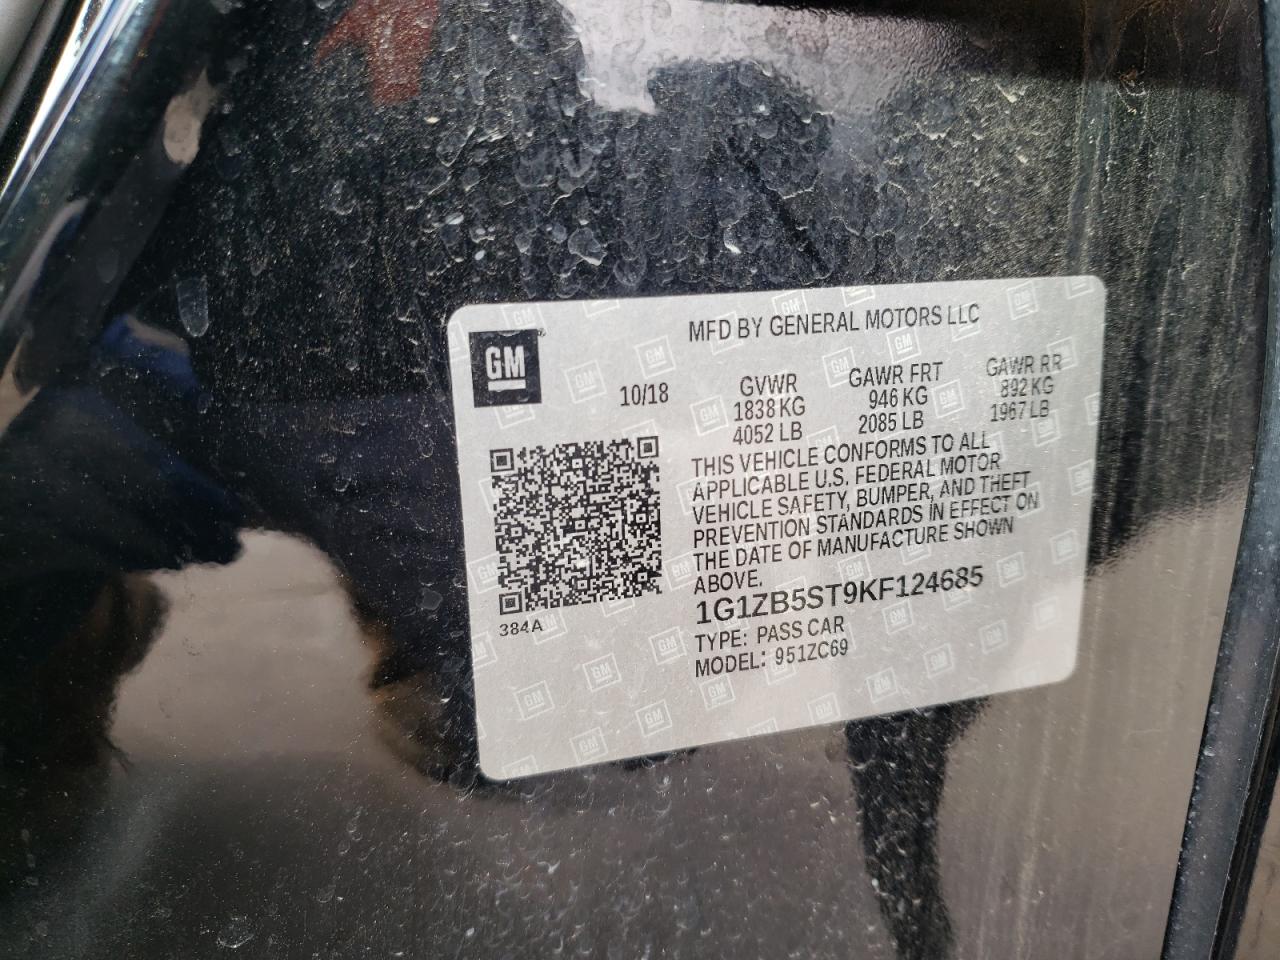 MFD BY GENERAL MOTORS LLC
GM
10/18
GVWR
1838 KG
4052 LB
GAWR FRT
946 KG
2085 LB
GAWR RR
892 KG
1967 LB
THIS VEHICLE CONFORMS TO ALL
APPLICABLE U.S. FEDERAL MOTOR
VEHICLE SAFETY, BUMPER, AND THEFT
PREVENTION STANDARDS IN EFFECT ON
THE DATE OF MANUFACTURE SHOWN
ABOVE.
1G1ZB5ST9KF124685
TYPE: PASS CAR
MODEL: 951ZC69
384A